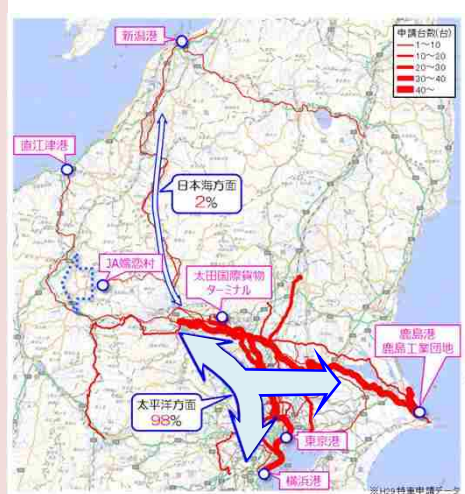 新潟港
申請台数(台)
1～10
10～20
20～30
30～40
40～
直江津港
日本海方面
2%
JA嬬恋村
太田国際貨物
ターミナル
鹿島港
鹿島工業団地
太平洋方面
98%
東京港
横浜港
※H29特車申請データ